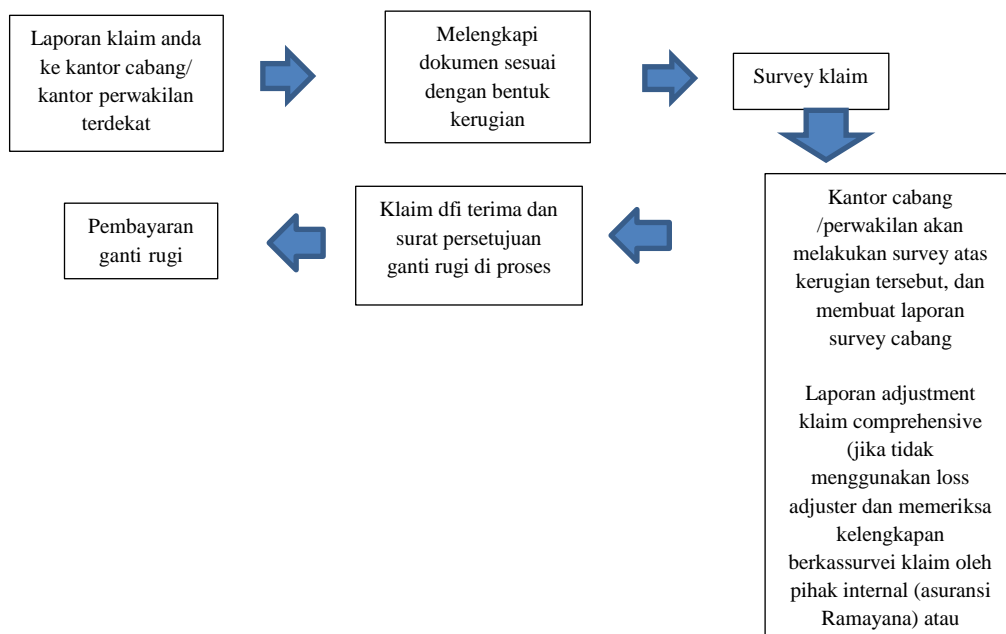 Laporan klaim anda
ke kantor cabang/
kantor perwakilan
terdekat
Melengkapi
dokumen sesuai
dengan bentuk
kerugian
Survey klaim
Kantor cabang
/perwakilan akan
melakukan survey atas
kerugian tersebut, dan
membuat laporan
survey cabang
Laporan adjustment
klaim comprehensive
(jika tidak
menggunakan loss
adjuster dan memeriksa
kelengkapan
berkassurvei klaim oleh
pihak internal (asuransi
Ramayana) atau
Klaim dfi terima dan
surat persetujuan
ganti rugi di proses
Pembayaran
ganti rugi